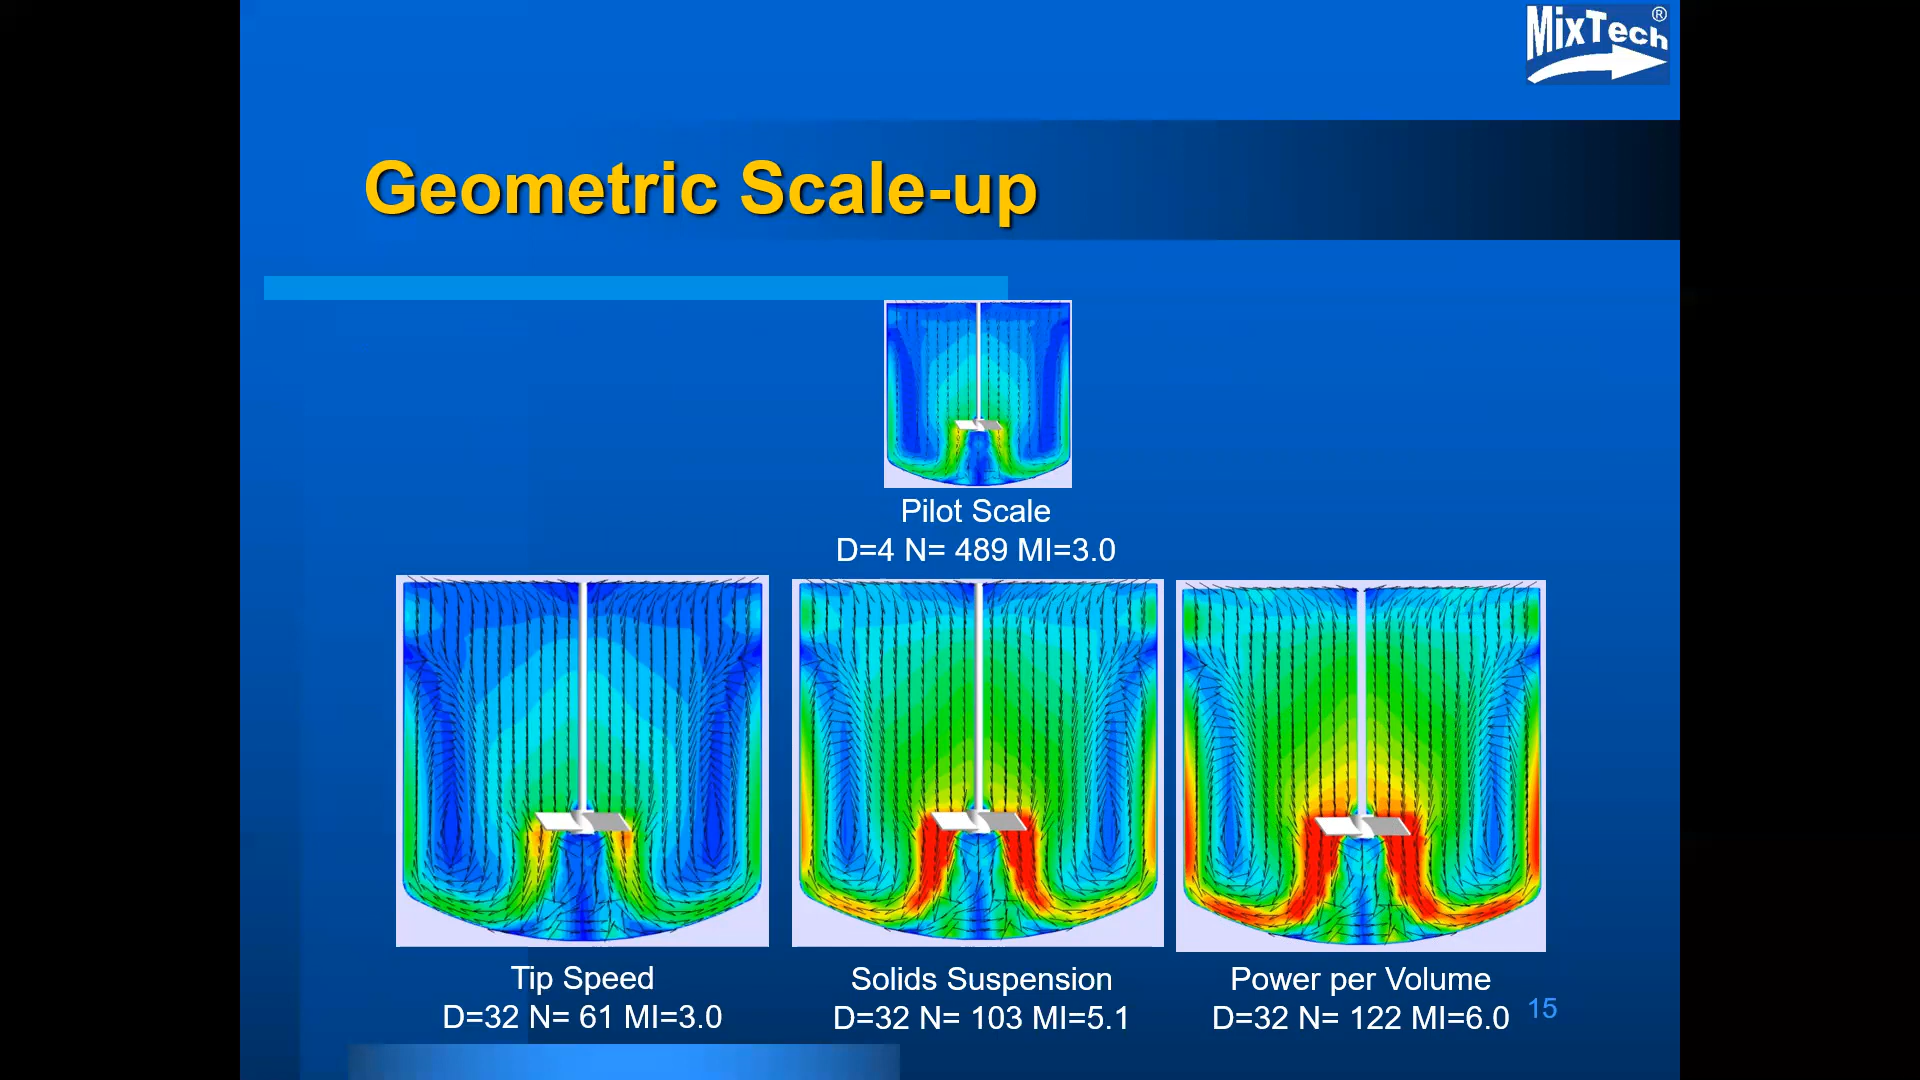 MixTech®
Geometric Scale-up
Pilot Scale
D=4 N= 489 MI=3.0
Tip Speed
D=32 N= 61 MI=3.0
Solids Suspension
D=32 N= 103 MI=5.1
Power per Volume
D=32 N= 122 MI=6.0
15